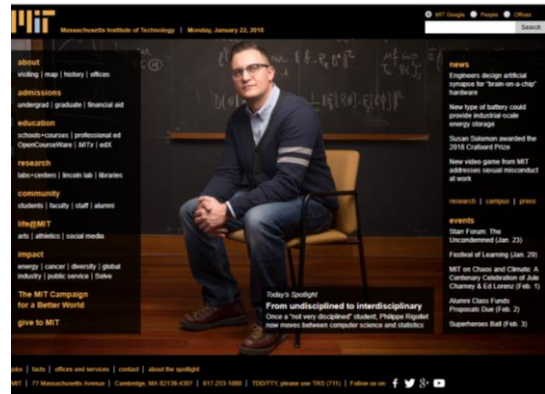 MIT
Massachusetts Institute of Technology | Monday, January 22, 2018
MIT Google People Offices
Search
about
visiting | map | history | offices
admissions
undergrad | graduate | financial aid
education
schools+courses | professional ed
OpenCourseWare | MITx | edX
research
labs+centers | lincoln lab | libraries
community
students | faculty | staff | alumni
life@MIT
arts | athletics | social media
impact
energy | cancer | diversity | global
industry | public service | Solve
The MIT Campaign
for a Better World
give to MIT
Today's Spotlight
From undisciplined to interdisciplinary
Once a "not very disciplined" student, Philippe Rigollet
now moves between computer science and statistics
news
Engineers design artificial
synapse for "brain-on-a-chip"
hardware
New type of battery could
provide industrial-scale
energy storage
Susan Solomon awarded the
2018 Crafoord Prize
New video game from MIT
addresses sexual misconduct
at work
research | campus | press
events
Starr Forum: The
Uncondemned (Jan. 23)
Festival of Learning (Jan. 29)
MIT on Chaos and Climate: A
Centenary Celebration of Jule
Charney & Ed Lorenz (Feb. 1)
Alumni Class Funds
Proposals Due (Feb. 2)
Superheroes Ball (Feb. 3)
jobs | facts | offices and services | contact | about the spotlight
MIT | 77 Massachusetts Avenue | Cambridge, MA 02139-4307 | 617-253-1000 | TDD/TTY, please use TRS (711) | Follow us on: